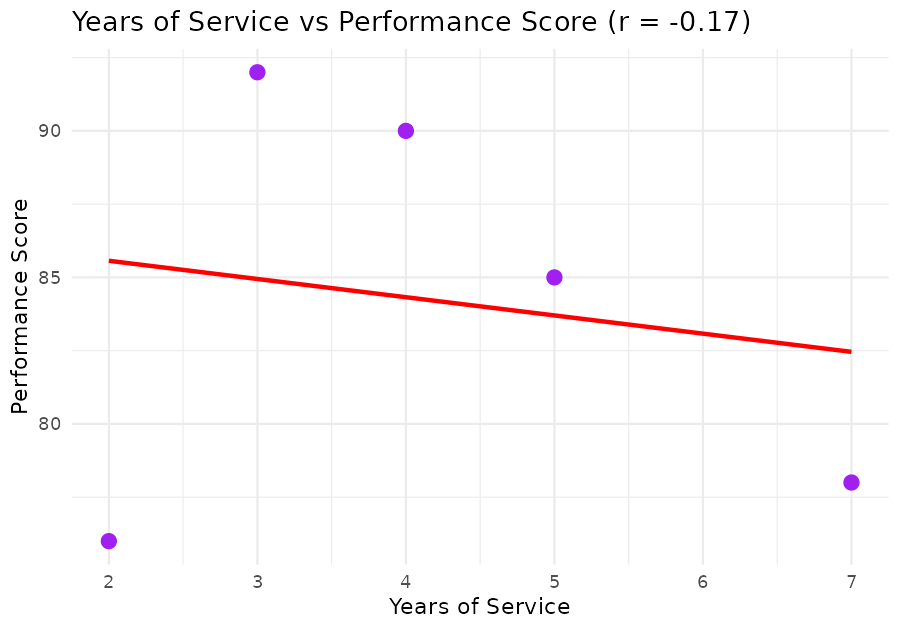 Years of Service vs Performance Score (r = -0.17)
90
85
80
Performance Score
2 3 4 5 6 7
Years of Service